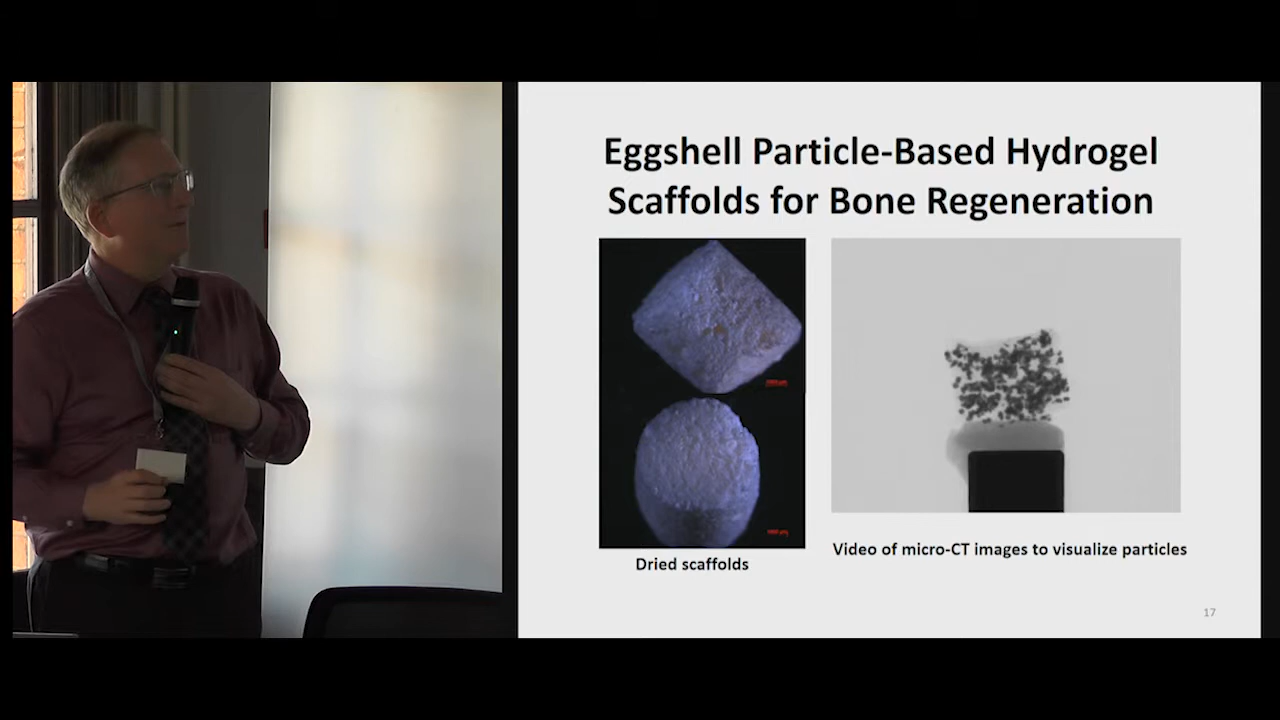 Eggshell Particle-Based Hydrogel
Scaffolds for Bone Regeneration
Dried scaffolds
Video of micro-CT images to visualize particles
17